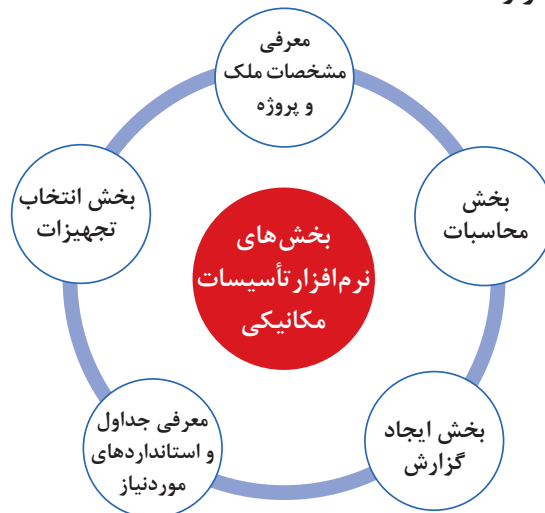 معرفی
مشخصات ملک
و پروژه
بخش
محاسبات
بخش ایجاد
گزارش
معرفی جداول
و استانداردهای
موردنیاز
بخش انتخاب
تجهیزات
بخش‌های
نرم‌افزار تأسیسات
مکانیکی